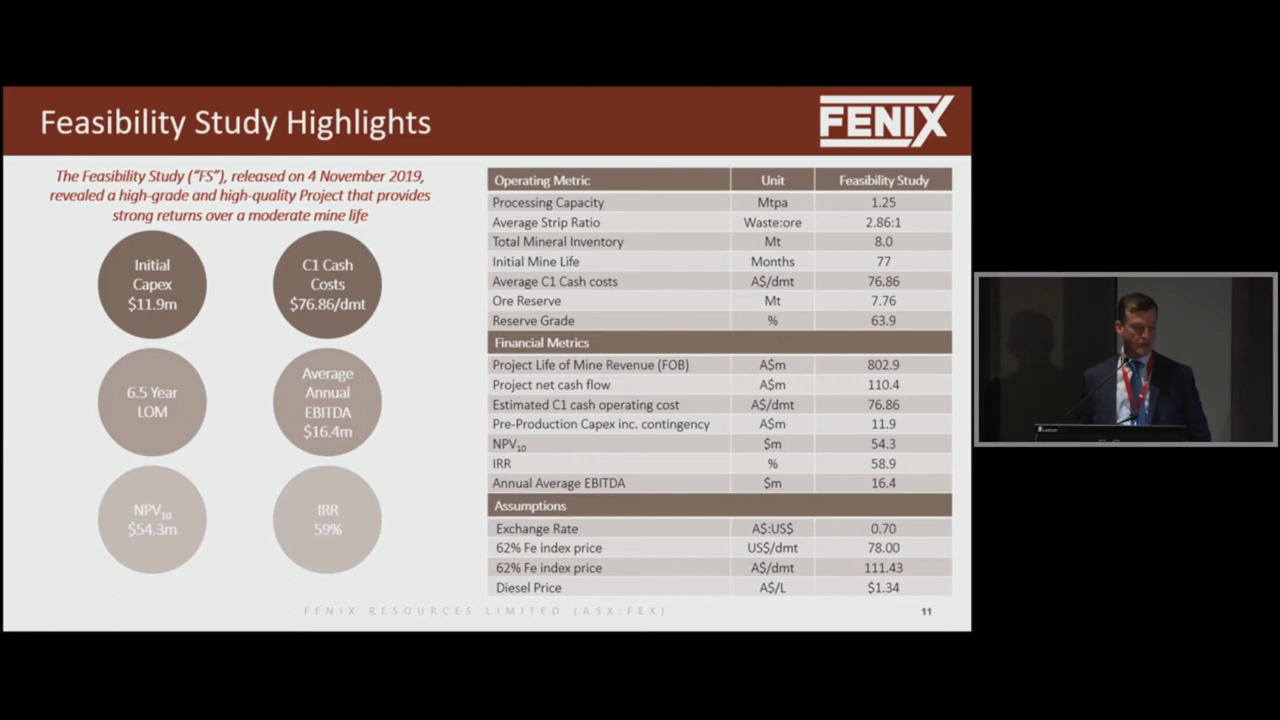 Feasibility Study Highlights
FENIX
The Feasibility Study ("FS"), released on 4 November 2019,
revealed a high-grade and high-quality Project that provides
strong returns over a moderate mine life
Initial
Capex
$11.9m
C1 Cash
Costs
$76.86/dmt
6.5 Year
LOM
Average
Annual
EBITDA
$16.4m
NPV10
$54.3m
IRR
59%
Operating Metric Unit Feasibility Study
Processing Capacity Mtpa 1.25
Average Strip Ratio Waste:ore 2.86:1
Total Mineral Inventory Mt 8.0
Initial Mine Life Months 77
Average C1 Cash costs A$/dmt 76.86
Ore Reserve Mt 7.76
Reserve Grade % 63.9
Financial Metrics
Project Life of Mine Revenue (FOB) A$m 802.9
Project net cash flow A$m 110.4
Estimated C1 cash operating cost A$/dmt 76.86
Pre-Production Capex inc. contingency A$m 11.9
NPV10 $m 54.3
IRR % 58.9
Annual Average EBITDA $m 16.4
Assumptions
Exchange Rate A$:US$ 0.70
62% Fe index price US$/dmt 78.00
62% Fe index price A$/dmt 111.43
Diesel Price A$/L $1.34
FENIX RESOURCES LIMITED (ASX:FEX)
11